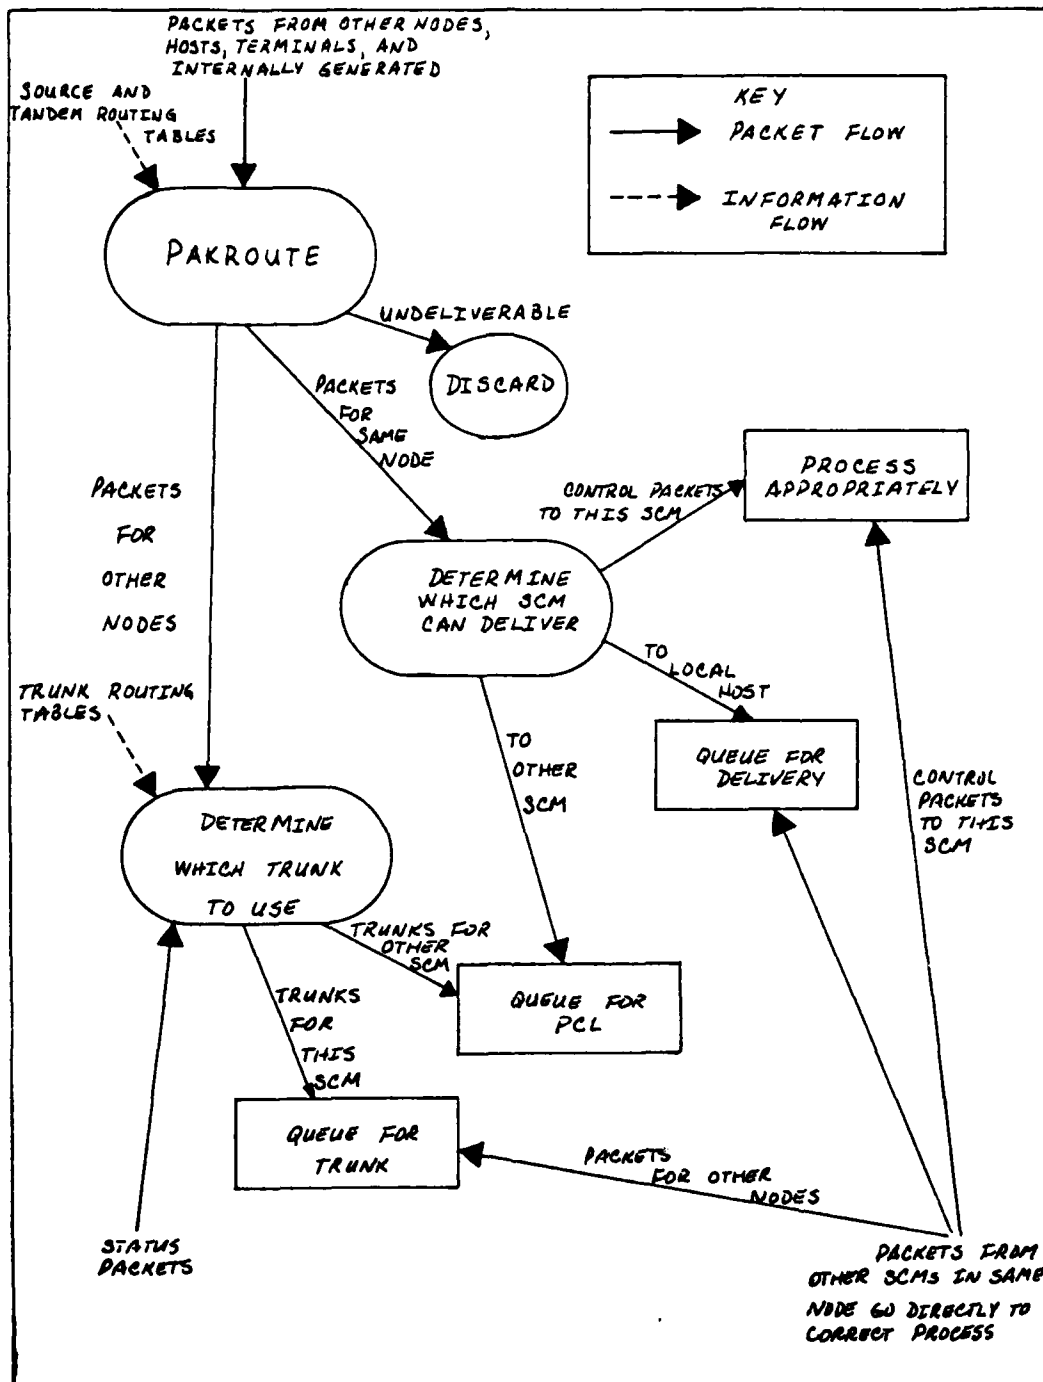 PACKETS FROM OTHER NODES,
HOSTS, TERMINALS, AND
INTERNALLY GENERATED
SOURCE AND
TANDEM ROUTING
TABLES
KEY
PACKET FLOW
INFORMATION
FLOW
PAKROUTE
UNDELIVERABLE
DISCARD
PACKETS
FOR
SAME
NODE
PACKETS
FOR
OTHER
NODES
CONTROL PACKETS
TO THIS SCM
PROCESS
APPROPRIATELY
DETERMINE
WHICH SCM
CAN DELIVER
TO
LOCAL
HOST
TRUNK ROUTING
TABLES
TO
OTHER
SCM
QUEUE FOR
DELIVERY
CONTROL
PACKETS
TO THIS
SCM
DETERMINE
WHICH TRUNK
TO USE
TRUNKS FOR
OTHER
SCM
QUEUE FOR
PCL
TRUNKS
FOR
THIS
SCM
QUEUE FOR
TRUNK
PACKETS
FOR OTHER
NODES
STATUS
PACKETS
PACKETS FROM
OTHER SCMs IN SAME
NODE GO DIRECTLY TO
CORRECT PROCESS